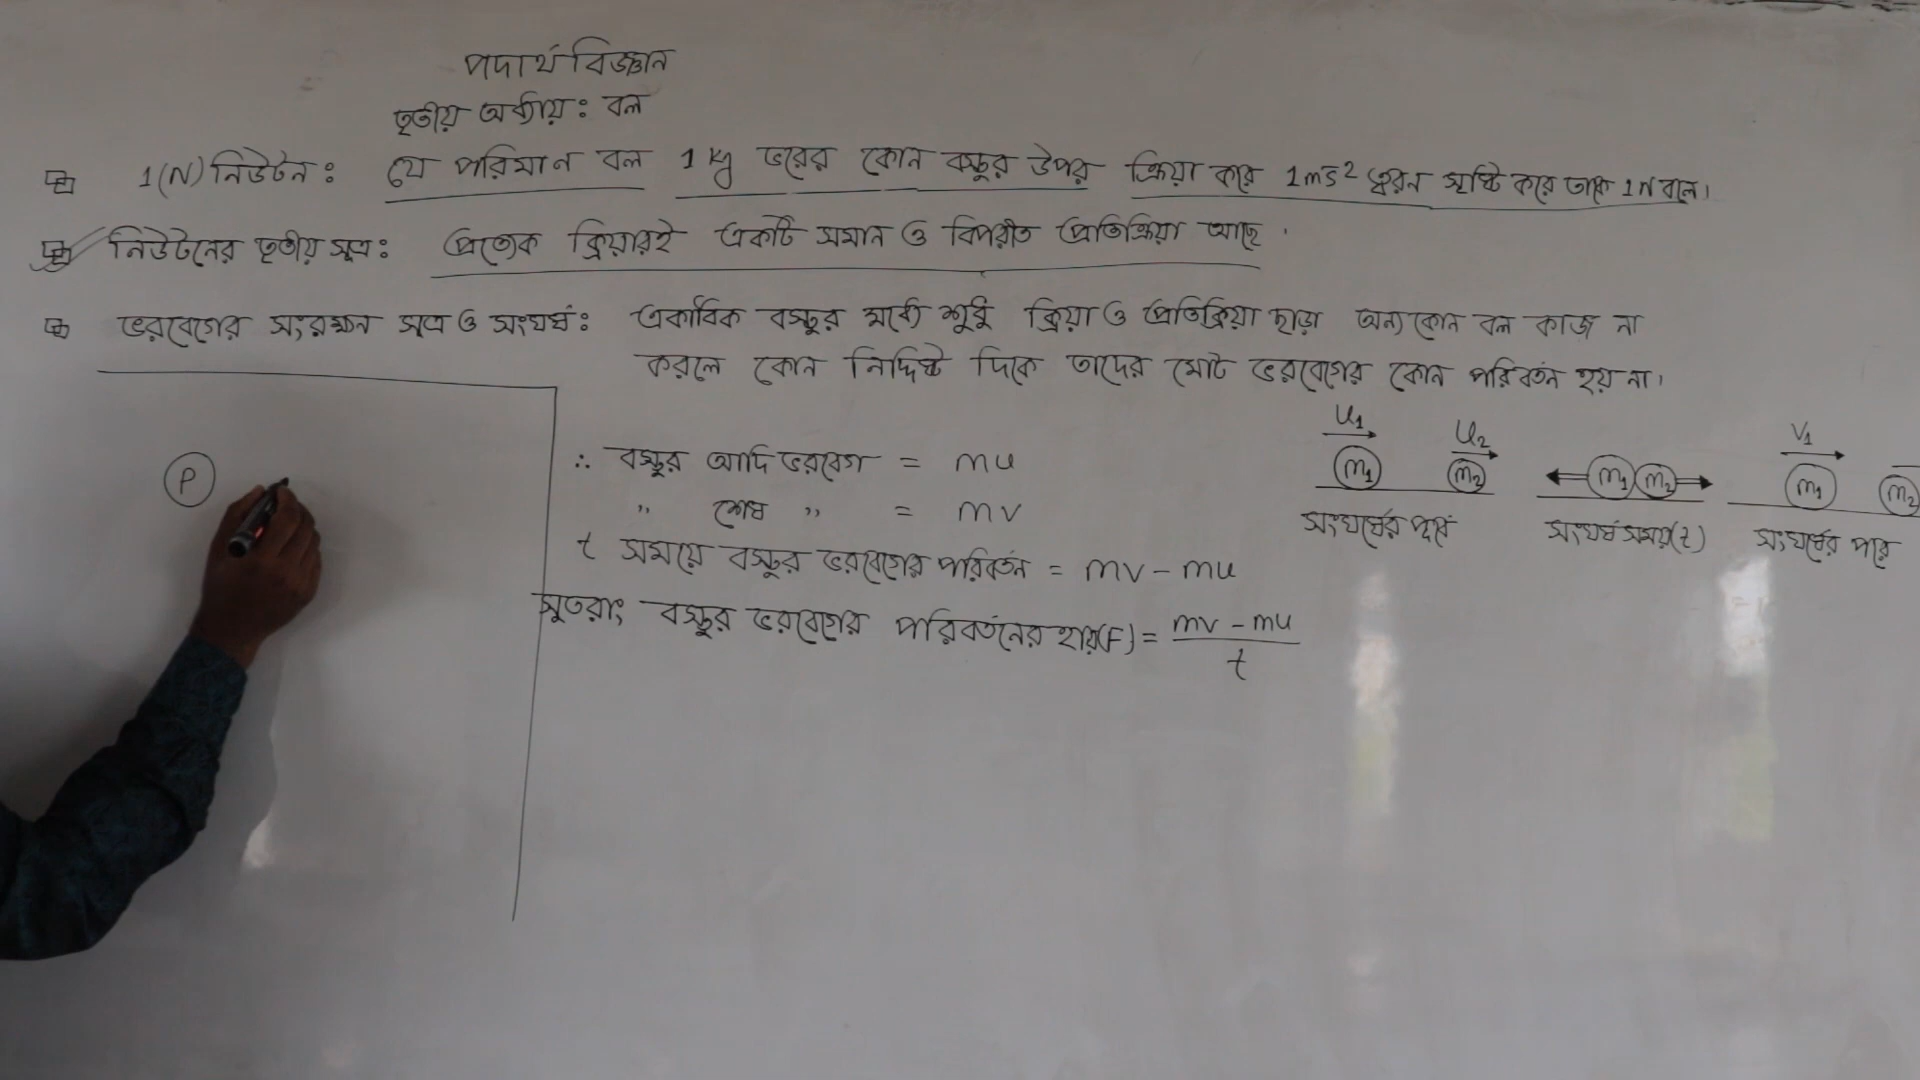 পদার্থবিজ্ঞান
তৃতীয় অধ্যায়ঃ বল
1(N) নিউটনঃ যে পরিমান বল 1 kg ভরের কোন বস্তুর উপর ক্রিয়া করে 1ms² ত্বরন সৃষ্টি করে তাকে 1N বলে।
নিউটনের তৃতীয় সূত্রঃ প্রত্যেক ক্রিয়ারই একটি সমান ও বিপরীত প্রতিক্রিয়া আছে।
ভরবেগের সংরক্ষন সূত্র ও সংঘর্ষঃ একাধিক বস্তুর মধ্যে শুধু ক্রিয়া ও প্রতিক্রিয়া ছাড়া অন্য কোন বল কাজ না
করলে কোন নির্দিষ্ট দিকে তাদের মোট ভরবেগের কোন পরিবর্তন হয় না।
u₁ u₂ v₁
m₁ m₂ m₁ m₂ m₁ m₂
সংঘর্ষের পূর্বে সংঘর্ষ সময়(t) সংঘর্ষের পরে
P
∴ বস্তুর আদি ভরবেগ = mu
" শেষ " = mv
t সময়ে বস্তুর ভরবেগের পরিবর্তন = mv - mu
সুতরাং বস্তুর ভরবেগের পরিবর্তনের হার(F) = mv - mu
t